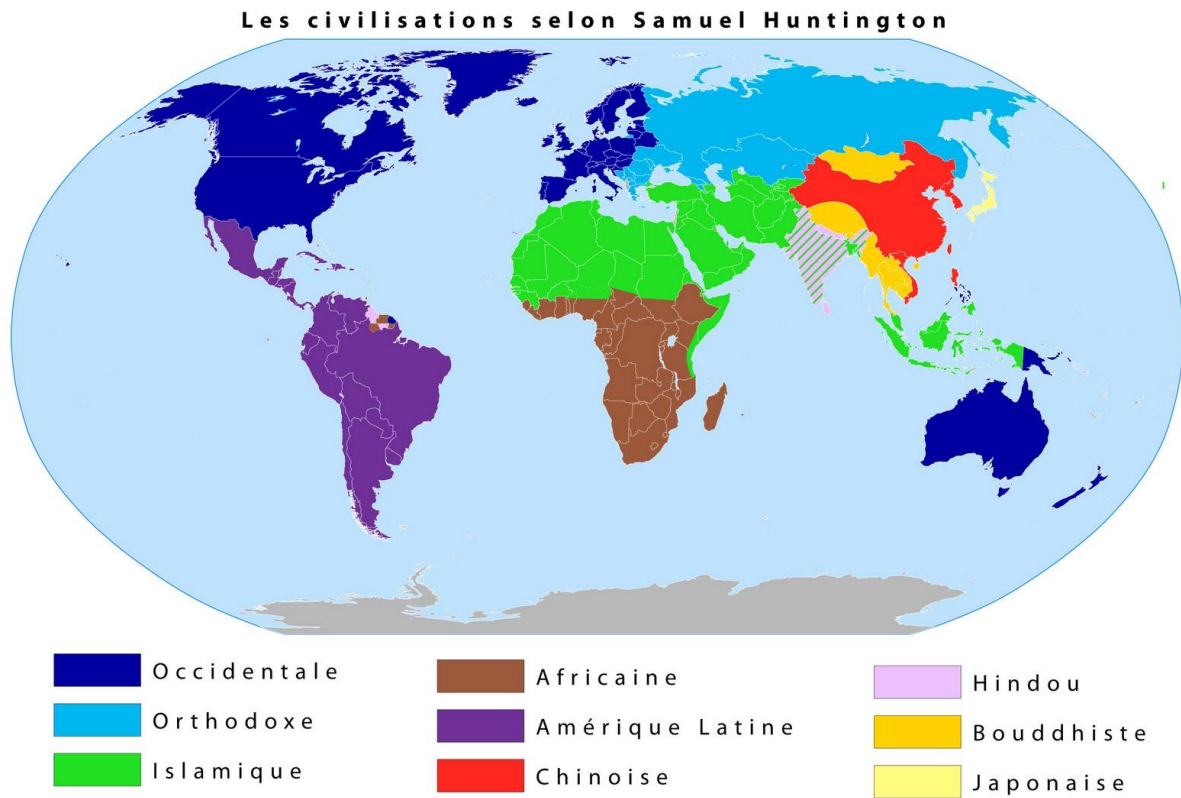 Les civilisations selon Samuel Huntington
Occidentale
Orthodoxe
Islamique
Africaine
Amérique Latine
Chinoise
Hindou
Bouddhiste
Japonaise